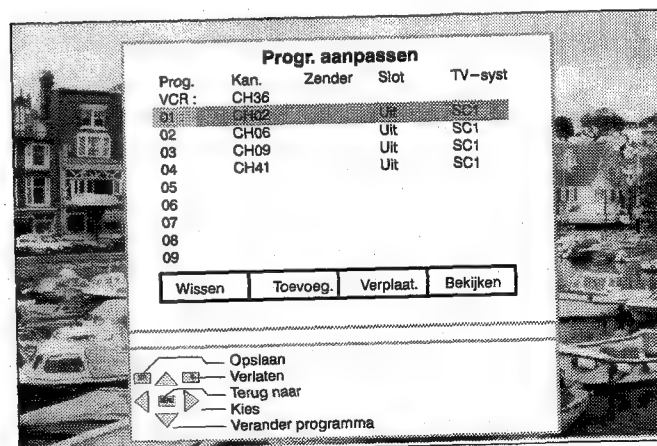 Progr. aanpassen
Prog. Kan. Zender Slot TV-syst
VCR : CH36
01 CH02 Uit SC1
02 CH06 Uit SC1
03 CH09 Uit SC1
04 CH41 Uit SC1
05
06
07
08
09
Wissen Toevoeg. Verplaat. Bekijken
Opslaan
Verlaten
Terug naar
Kies
Verander programma